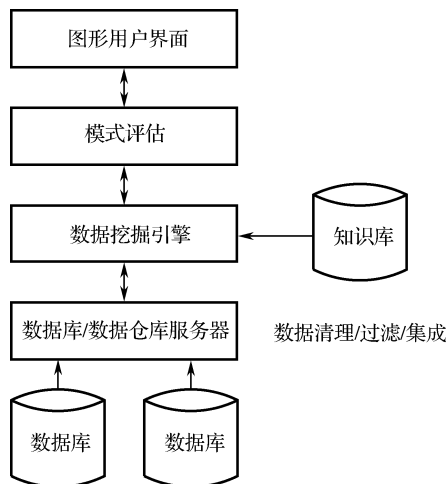 图形用户界面
模式评估
数据挖掘引擎
知识库
数据库/数据仓库服务器
数据清理/过滤/集成
数据库
数据库